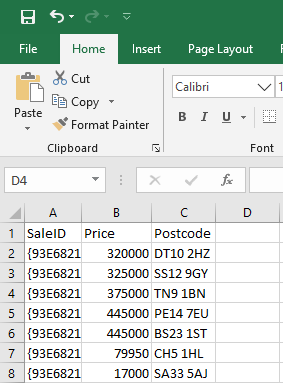 File Home Insert Page Layout
Cut
Calibri
Copy
Paste
Format Painter
B I U
Clipboard Font
D4 fx
A B C D
1 SaleID Price Postcode
2 {93E6821 320000 DT10 2HZ
3 {93E6821 325000 SS12 9GY
4 {93E6821 375000 TN9 1BN
5 {93E6821 445000 PE14 7EU
6 {93E6821 445000 BS23 1ST
7 {93E6821 79950 CH5 1HL
8 {93E6821 17000 SA33 5AJ